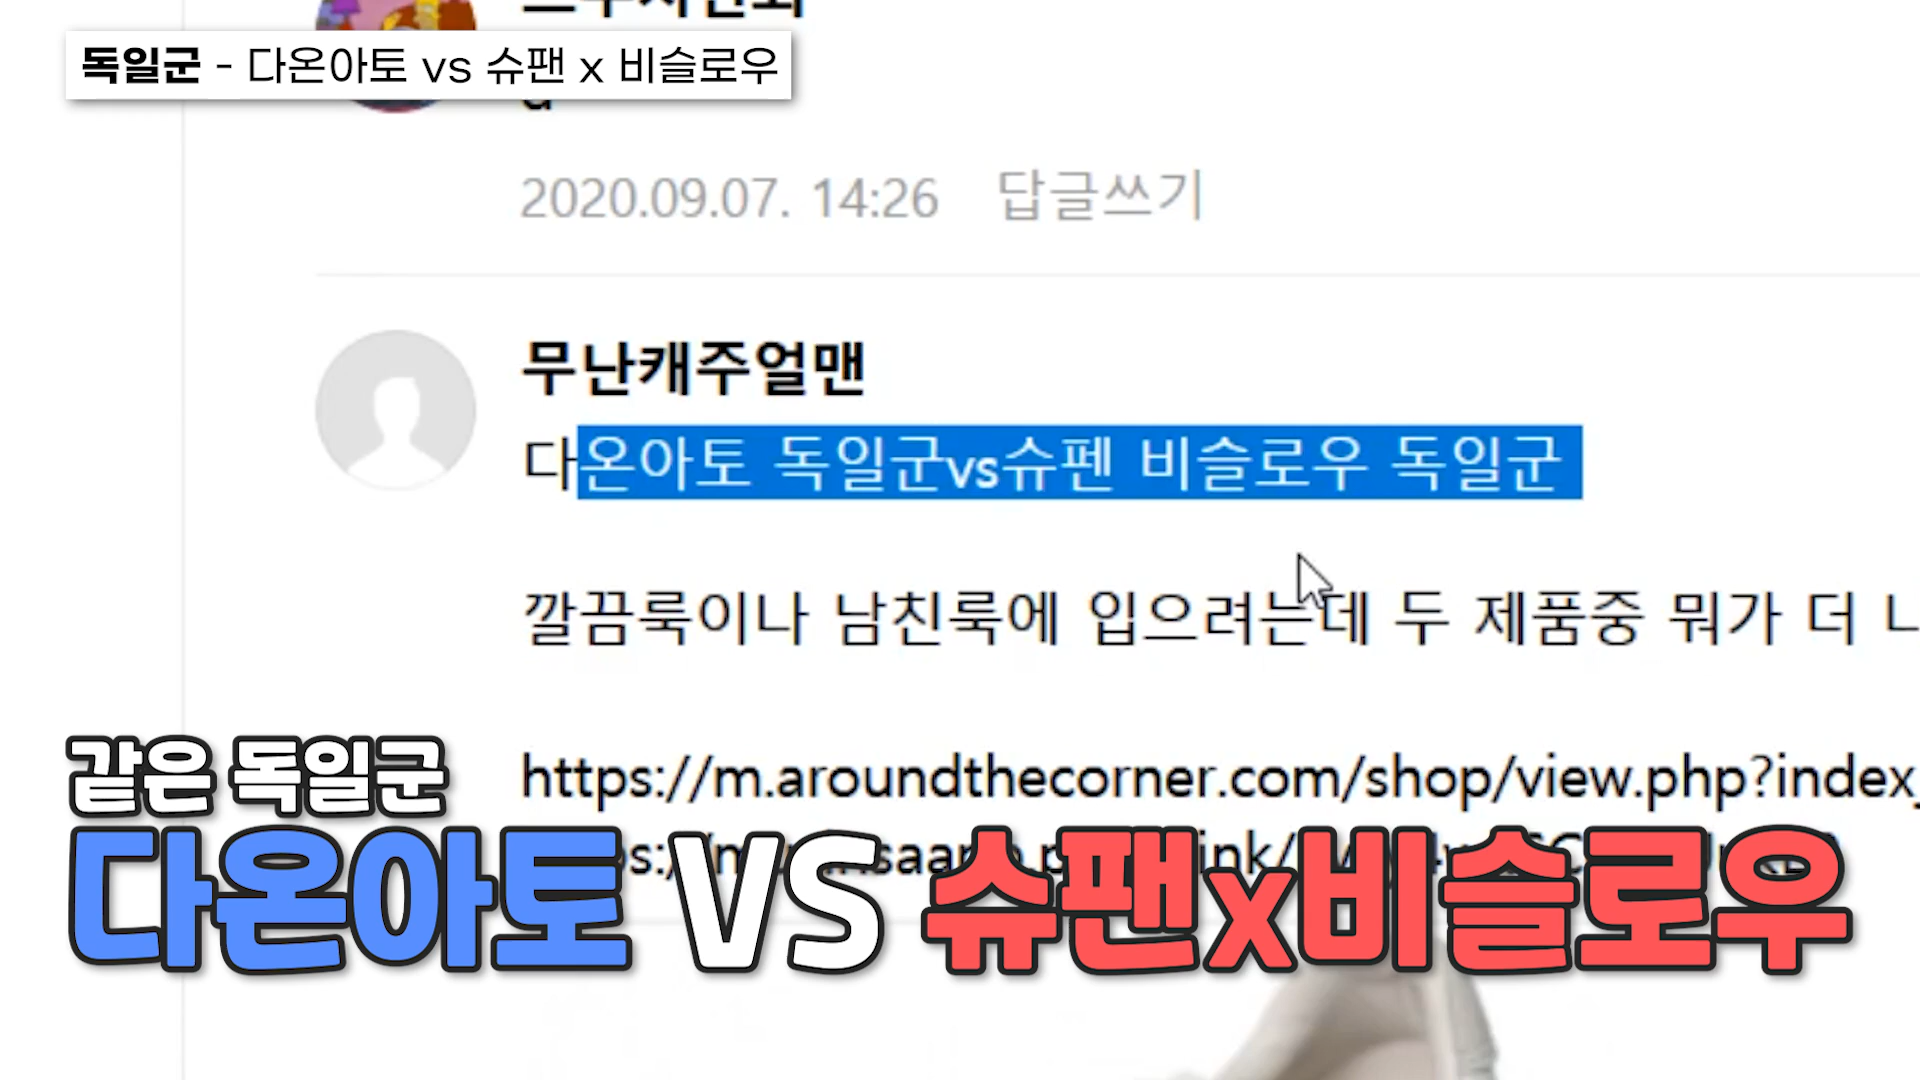 독일군 - 다온아토 vs 슈팬 x 비슬로우
2020.09.07. 14:26 답글쓰기
무난캐주얼맨
다온아토 독일군vs슈펜 비슬로우 독일군
깔끔룩이나 남친룩에 입으려는데 두 제품중 뭐가 더
https://m.aroundthecorner.com/shop/view.php?index_
같은 독일군
다온아토 VS 슈팬x비슬로우